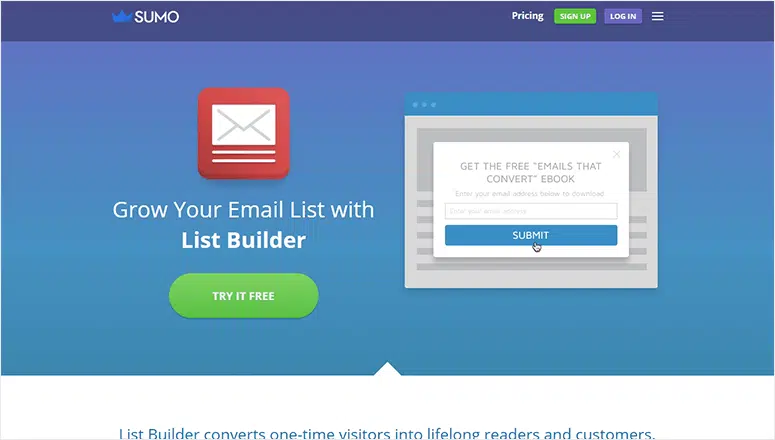 SUMO
Pricing
SIGN UP
LOG IN
Grow Your Email List with
List Builder
TRY IT FREE
GET THE FREE "EMAILS THAT
CONVERT" EBOOK
Enter your email address below to download
Enter your email address
SUBMIT
List Builder converts one-time visitors into lifelong readers and customers.